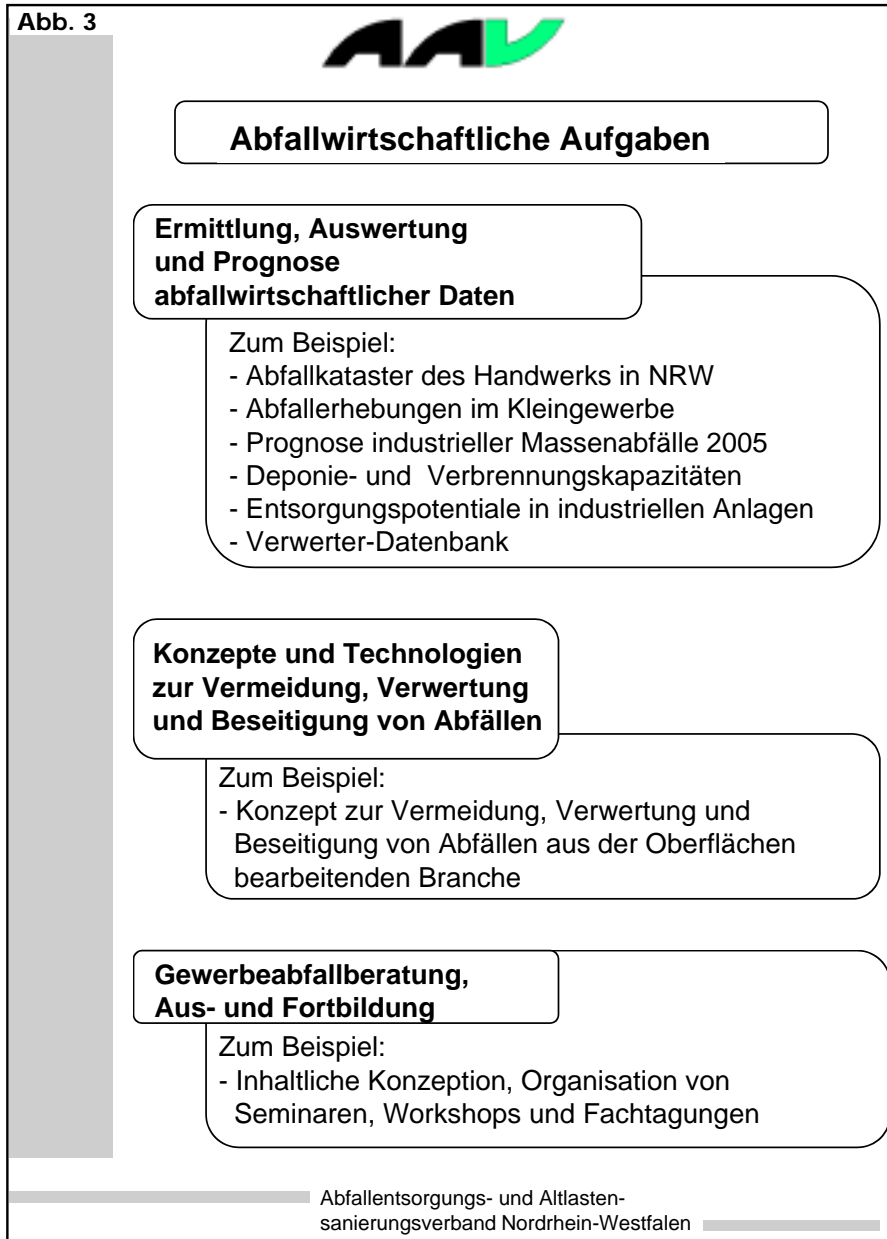 Abb. 3
AAV
Abfallwirtschaftliche Aufgaben
Ermittlung, Auswertung
und Prognose
abfallwirtschaftlicher Daten
Zum Beispiel:
- Abfallkataster des Handwerks in NRW
- Abfallerhebungen im Kleingewerbe
- Prognose industrieller Massenabfälle 2005
- Deponie- und Verbrennungskapazitäten
- Entsorgungspotentiale in industriellen Anlagen
- Verwerter-Datenbank
Konzepte und Technologien
zur Vermeidung, Verwertung
und Beseitigung von Abfällen
Zum Beispiel:
- Konzept zur Vermeidung, Verwertung und
Beseitigung von Abfällen aus der Oberflächen
bearbeitenden Branche
Gewerbeabfallberatung,
Aus- und Fortbildung
Zum Beispiel:
- Inhaltliche Konzeption, Organisation von
Seminaren, Workshops und Fachtagungen
Abfallentsorgungs- und Altlasten-
sanierungsverband Nordrhein-Westfalen